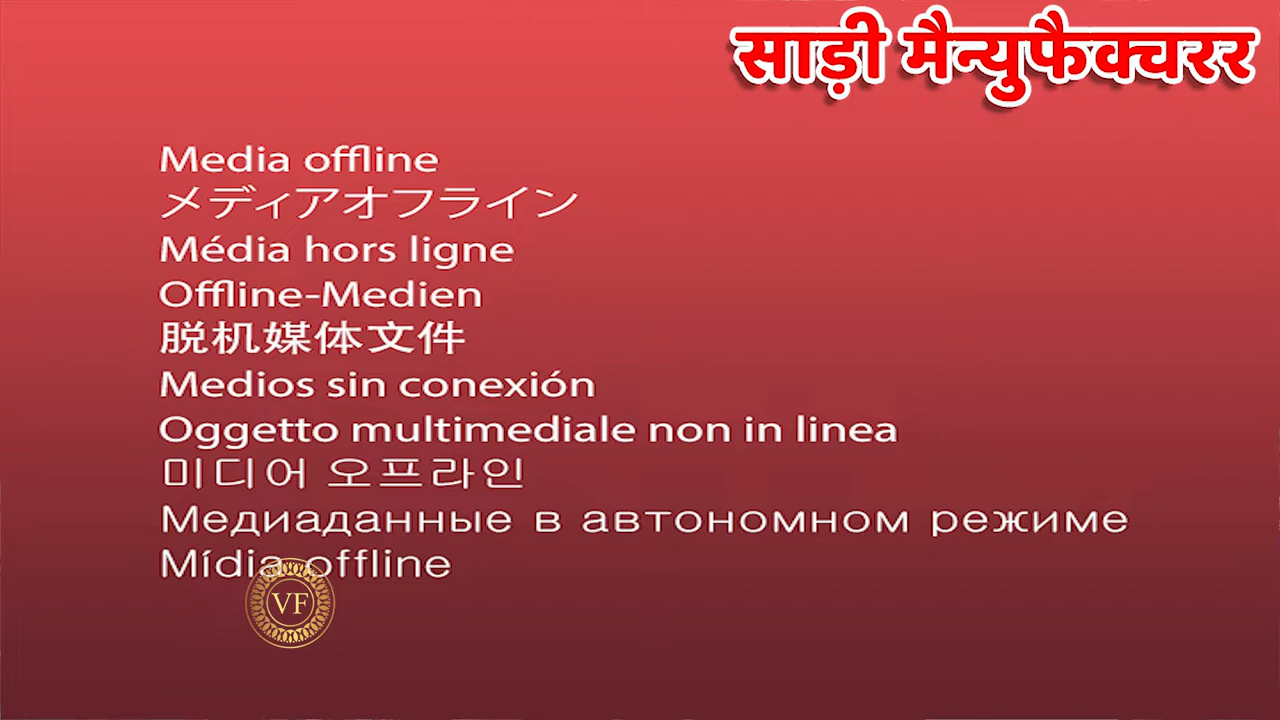 साड़ी मैन्युफैक्चरर
Media offline
メディアオフライン
Média hors ligne
Offline-Medien
脱机媒体文件
Medios sin conexión
Oggetto multimediale non in linea
미디어 오프라인
Медиаданные в автономном режиме
Mídia offline
VF